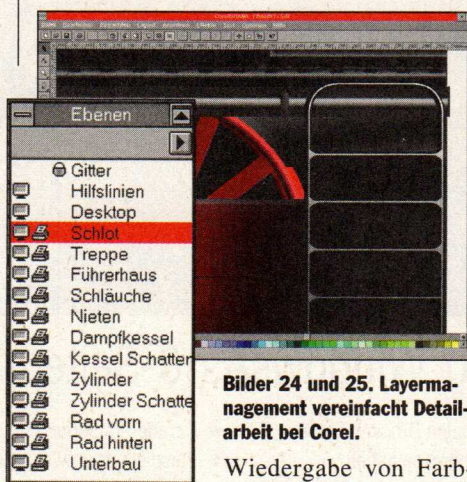 Ebenen
Gitter
Hilfslinien
Desktop
Schlot
Treppe
Führerhaus
Schläuche
Nieten
Dampfkessel
Kessel Schatten
Zylinder
Zylinder Schatte
Rad vorn
Rad hinten
Unterbau
Bilder 24 und 25. Layerma-
nagement vereinfacht Detail-
arbeit bei Corel.
Wiedergabe von Farb-